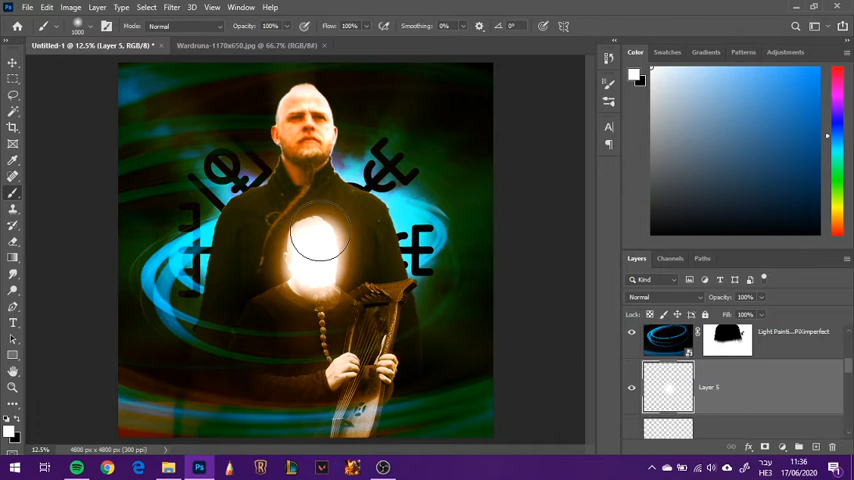 File Edit Image Layer Type Select Filter 3D View Window Help
1000 Mode: Normal Opacity: 100% Flow: 100% Smoothing: 0% 0°
Untitled-1 @ 12.5% (Layer 5, RGB/8) * × Wardruna-1170x650.jpg @ 66.7% (RGB/8#) ×
Color Swatches Gradients Patterns Adjustments
Layers Channels Paths
Kind
Normal Opacity: 100%
Lock: Fill: 100%
Light Painti...PiXimperfect
Layer 5
12.5% 4800 px x 4800 px (300 ppi)
Ps
עבר
HE3
11:36
17/06/2020